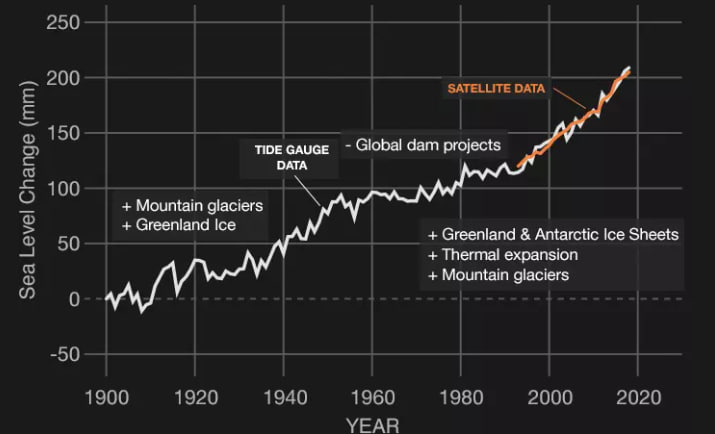 250
200
150
100
50
0
-50
Sea Level Change (mm)
SATELLITE DATA
TIDE GAUGE
DATA
- Global dam projects
+ Mountain glaciers
+ Greenland Ice
+ Greenland & Antarctic Ice Sheets
+ Thermal expansion
+ Mountain glaciers
1900
1920
1940
1960
1980
2000
2020
YEAR